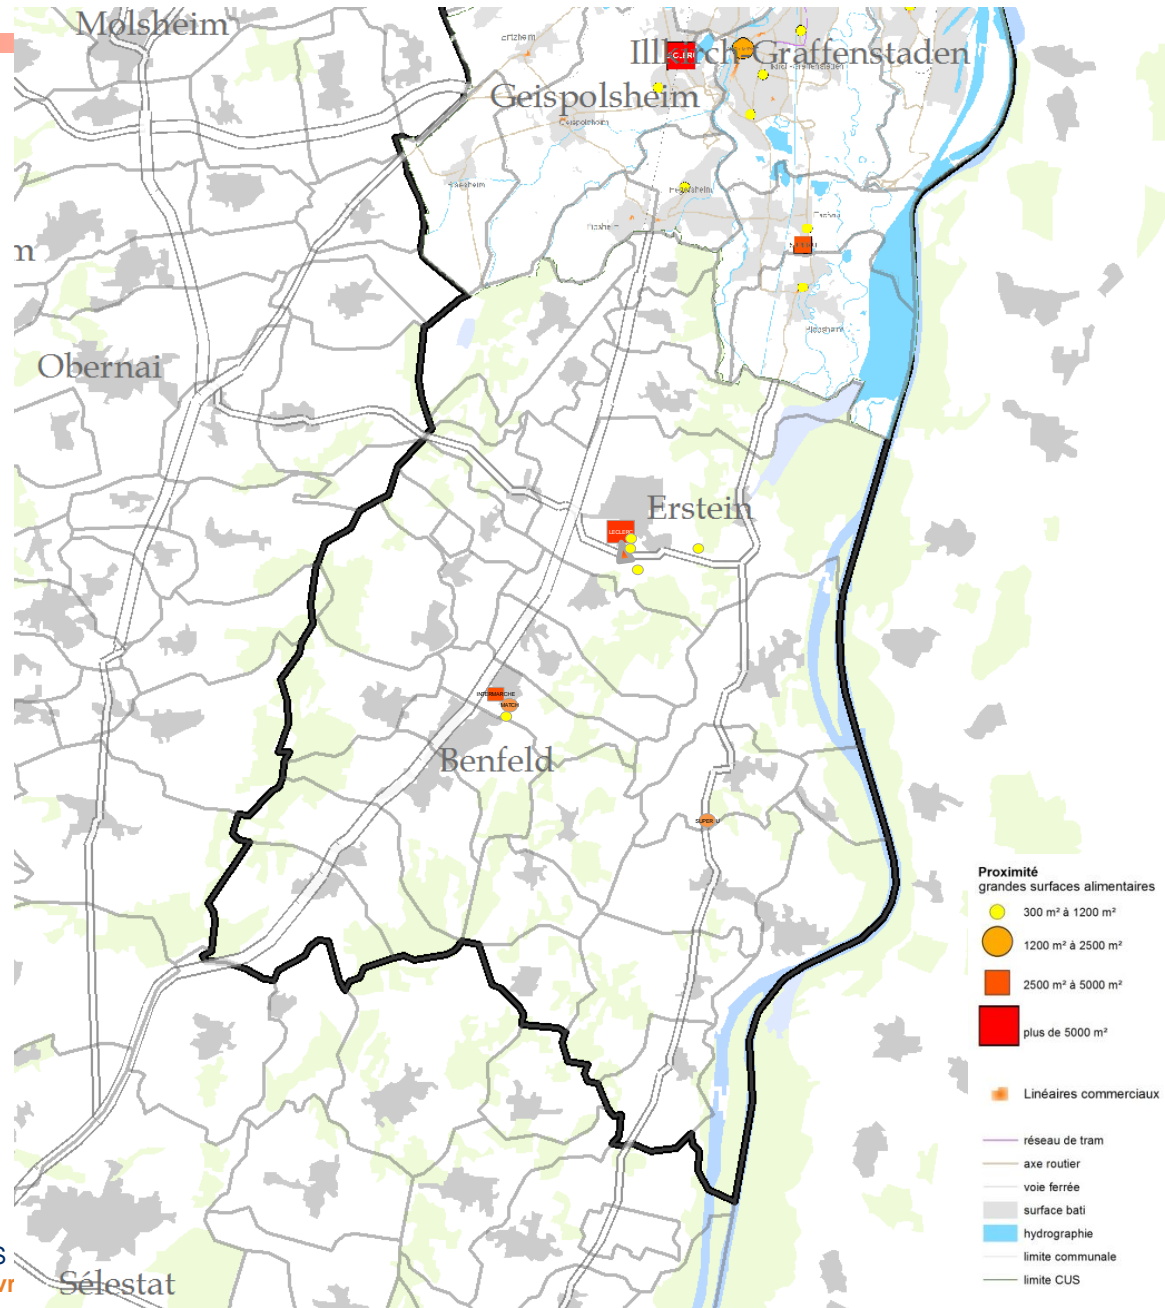 Molsheim
Illkirch-Graffenstaden
Geispolsheim
Geispolsheim
m
Obernai
Erstein
LECLERC
INTERMARCHE
MATCH
Benfeld
SUPER U
Proximité
grandes surfaces alimentaires
300 m² à 1200 m²
1200 m² à 2500 m²
2500 m² à 5000 m²
plus de 5000 m²
Linéaires commerciaux
réseau de tram
axe routier
voie ferrée
surface bati
hydrographie
limite communale
limite CUS
S
vr
Sélestat